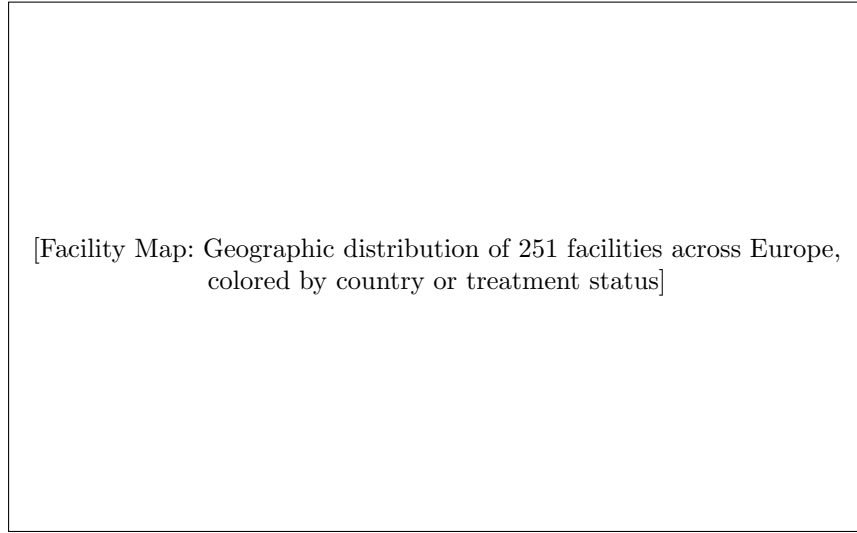 [Facility Map: Geographic distribution of 251 facilities across Europe,
colored by country or treatment status]